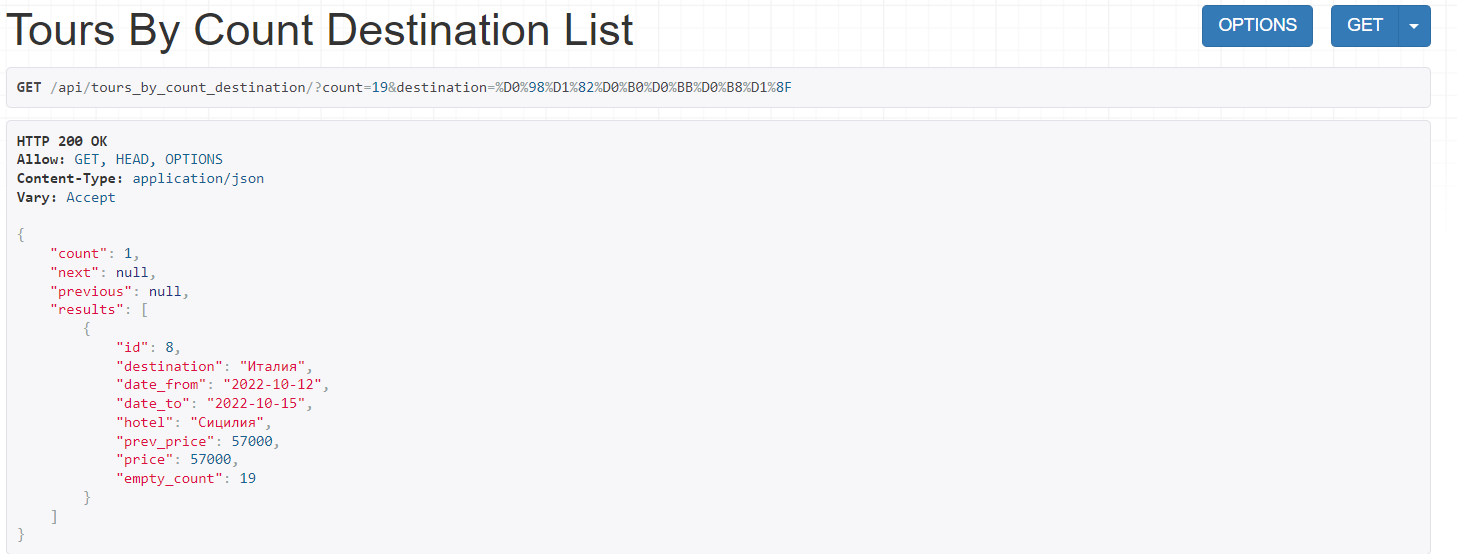 Tours By Count Destination List
OPTIONS
GET
GET /api/tours_by_count_destination/?count=19&destination=%D0%98%D1%82%D0%B0%D0%BB%D0%B8%D1%8F
HTTP 200 OK
Allow: GET, HEAD, OPTIONS
Content-Type: application/json
Vary: Accept
{
    "count": 1,
    "next": null,
    "previous": null,
    "results": [
        {
            "id": 8,
            "destination": "Италия",
            "date_from": "2022-10-12",
            "date_to": "2022-10-15",
            "hotel": "Сицилия",
            "prev_price": 57000,
            "price": 57000,
            "empty_count": 19
        }
    ]
}